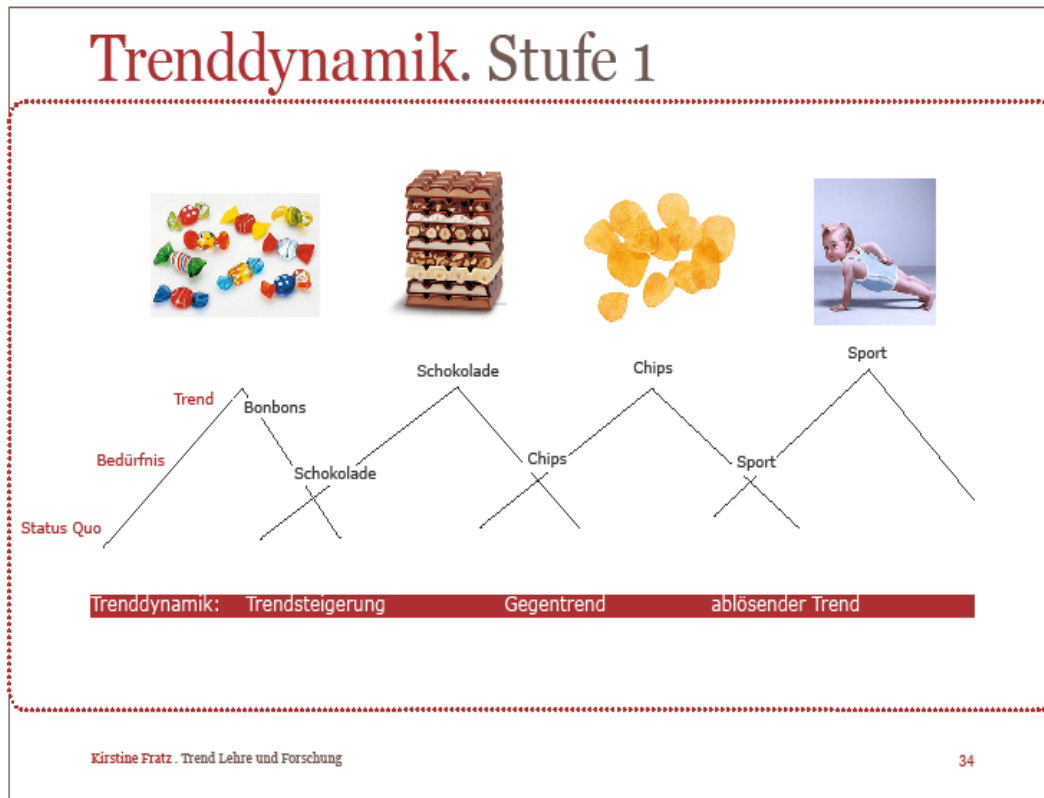 Trenddynamik. Stufe 1
Schokolade
Chips
Sport
Trend
Bonbons
Bedürfnis
Schokolade
Chips
Sport
Status Quo
Trenddynamik: Trendsteigerung Gegentrend ablösender Trend
Kirstine Fratz . Trend Lehre und Forschung
34